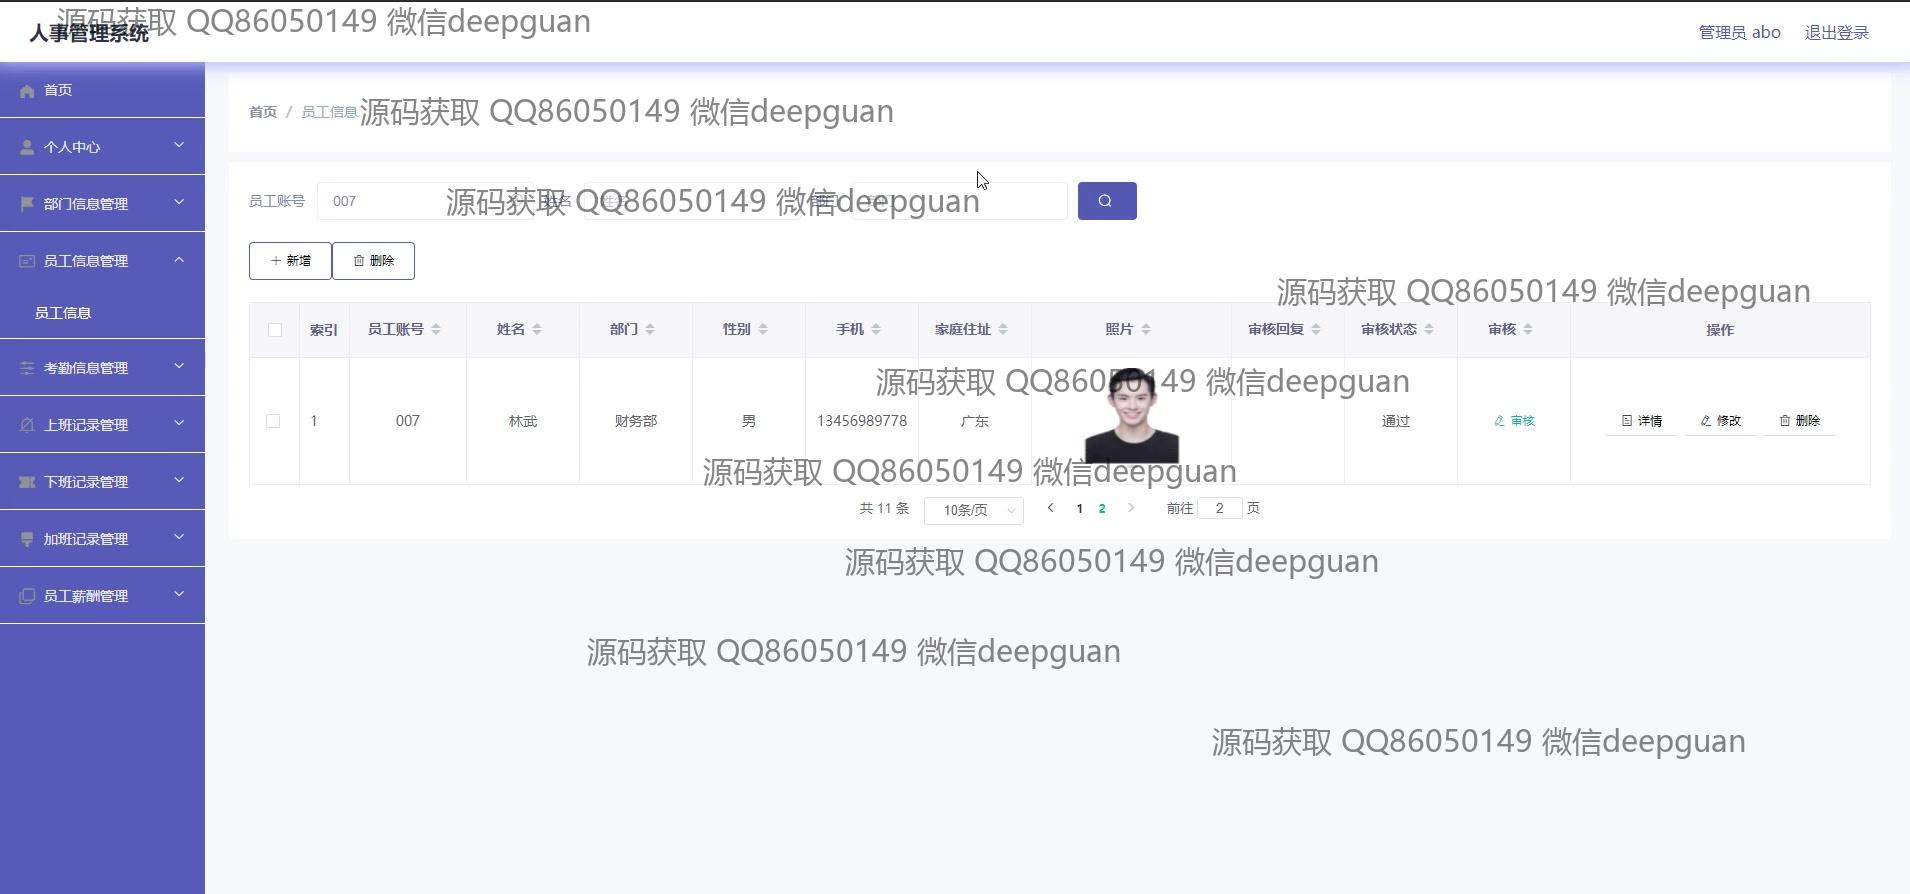 源码获取 QQ86050149 微信deepguan
人事管理系统
管理员 abo 退出登录
首页
个人中心
部门信息管理
员工信息管理
员工信息
考勤信息管理
上班记录管理
下班记录管理
加班记录管理
员工薪酬管理
首页 / 员工信息
源码获取 QQ86050149 微信deepguan
员工账号 007 姓名 姓名 部门
源码获取 QQ86050149 微信deepguan
新增 删除
源码获取 QQ86050149 微信deepguan
索引 员工账号 姓名 部门 性别 手机 家庭住址 照片 审核回复 审核状态 审核 操作
源码获取 QQ86050149 微信deepguan
1 007 林武 财务部 男 13456989778 广东 通过 审核 详情 修改 删除
源码获取 QQ86050149 微信deepguan
共 11 条 10条/页 1 2 前往 2 页
源码获取 QQ86050149 微信deepguan
源码获取 QQ86050149 微信deepguan
源码获取 QQ86050149 微信deepguan